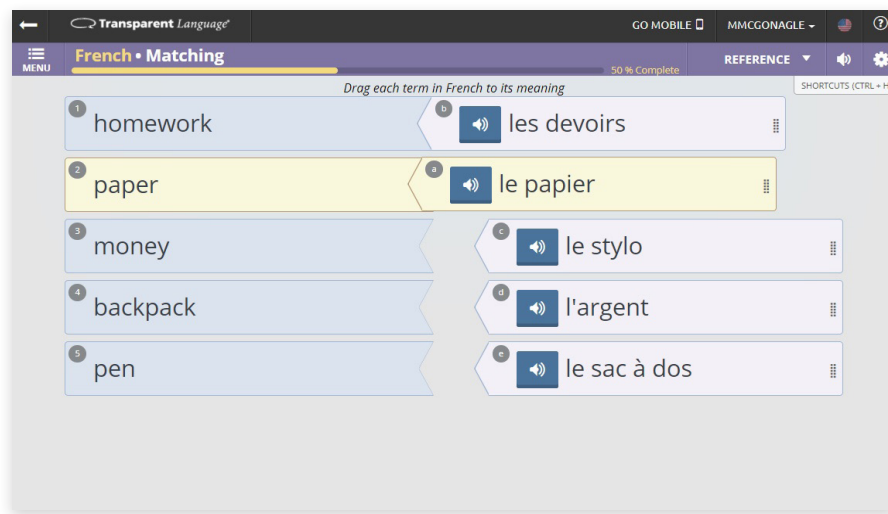 Transparent Language GO MOBILE MMCGONAGLE
MENU French • Matching 50 % Complete REFERENCE
SHORTCUTS (CTRL + H
Drag each term in French to its meaning
1 homework b les devoirs
2 paper a le papier
3 money c le stylo
4 backpack d l'argent
5 pen e le sac à dos